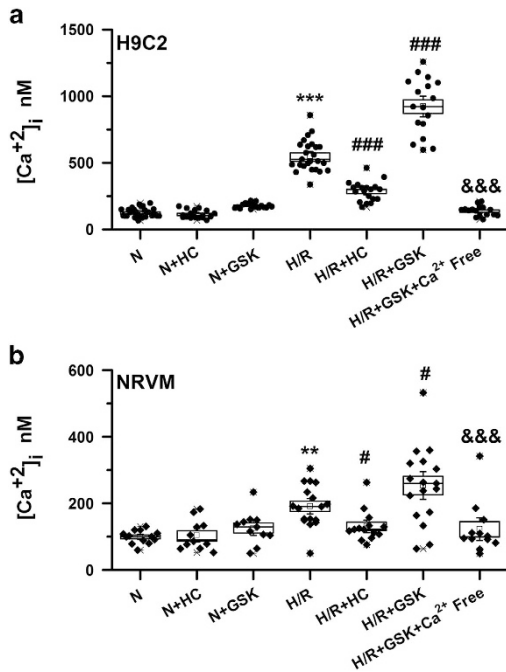 a
H9C2
[Ca+2]i nM
1500
1000
500
0
***
###
###
&&&
N
N+HC
N+GSK
H/R
H/R+HC
H/R+GSK
H/R+GSK+Ca2+ Free
b
NRVM
[Ca+2]i nM
600
400
200
0
**
#
#
&&&
N
N+HC
N+GSK
H/R
H/R+HC
H/R+GSK
H/R+GSK+Ca2+ Free